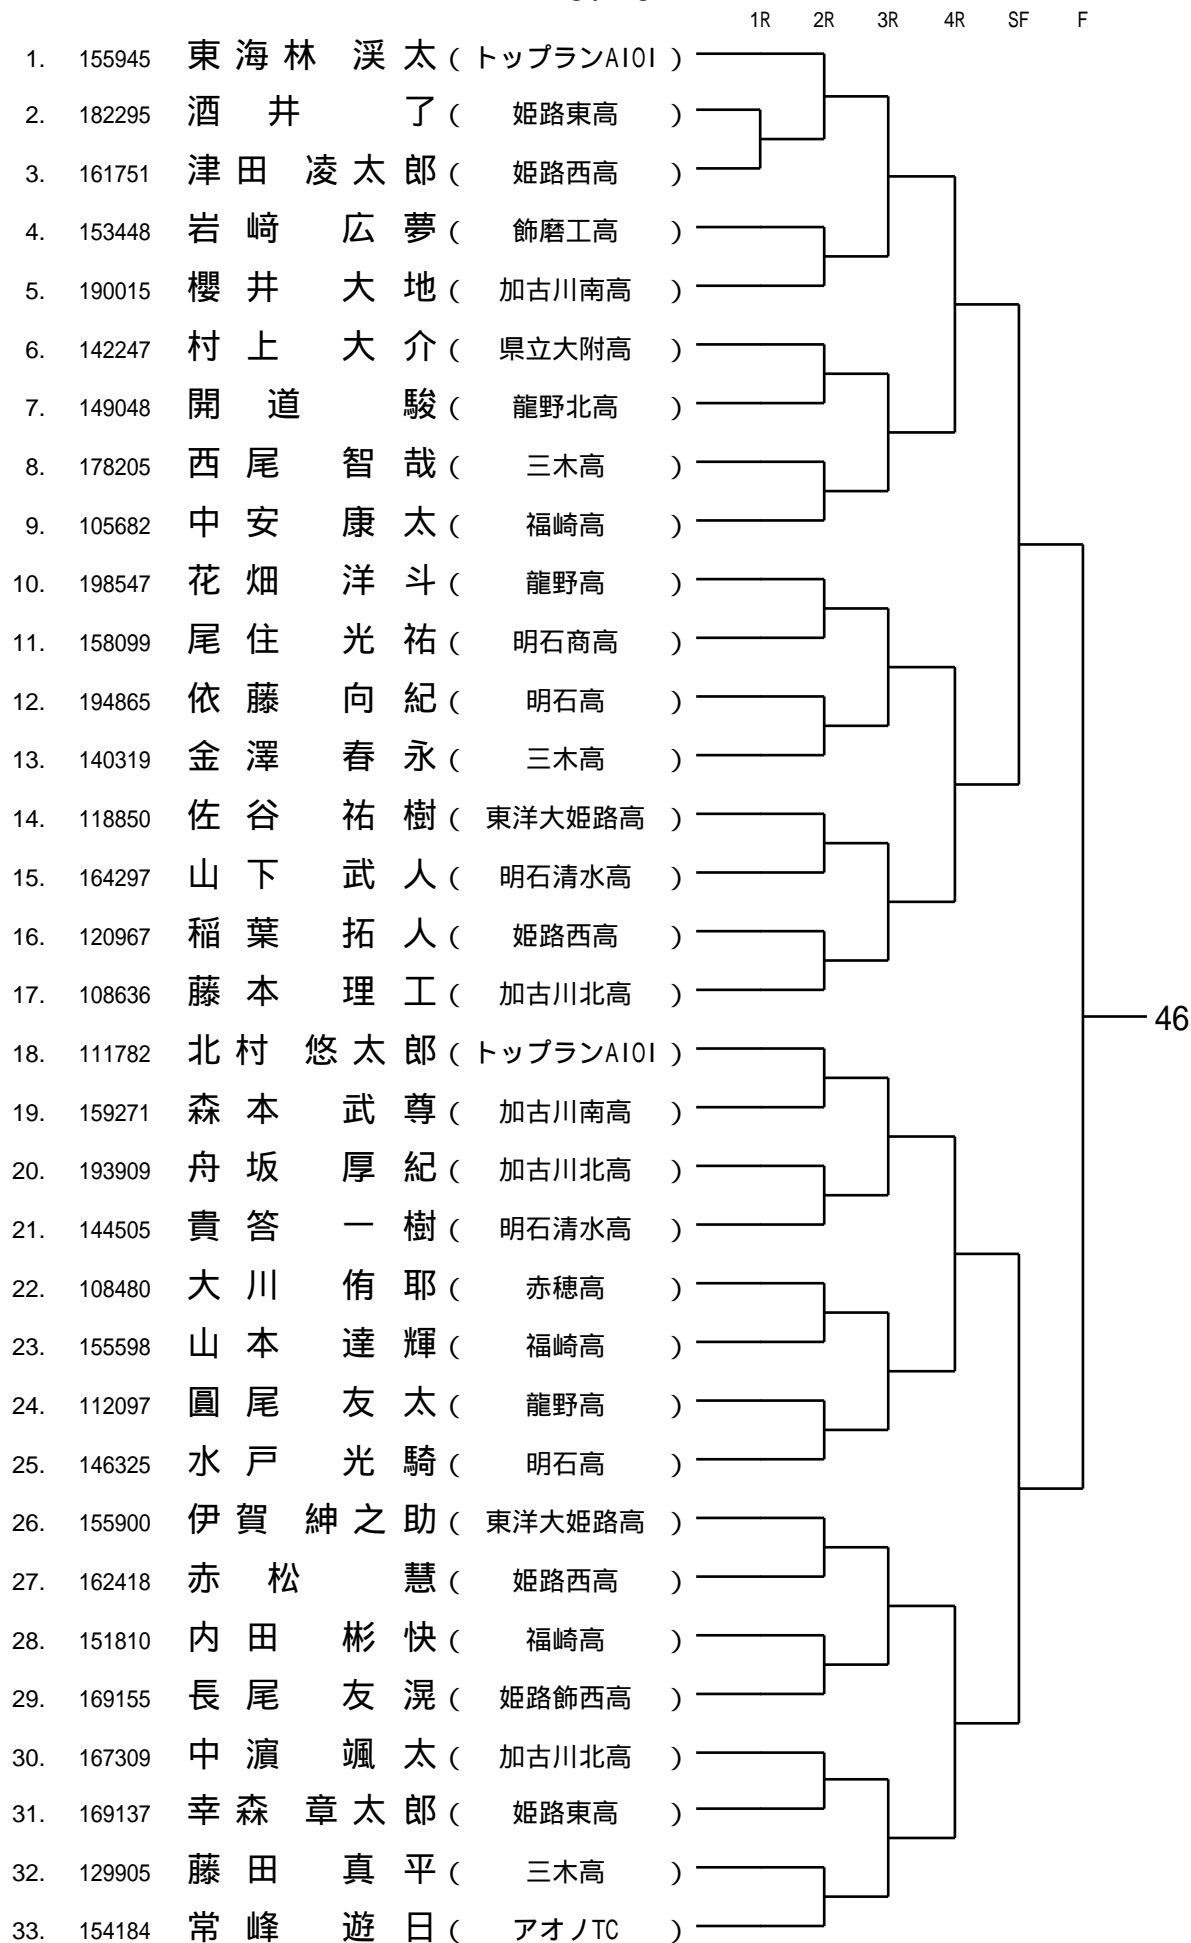 1R 2R 3R 4R SF F
1. 155945 東海林 渓太 ( トップランAIOI )
2. 182295 酒井 了 ( 姫路東高 )
3. 161751 津田 凌太郎 ( 姫路西高 )
4. 153448 岩﨑 広夢 ( 飾磨工高 )
5. 190015 櫻井 大地 ( 加古川南高 )
6. 142247 村上 大介 ( 県立大附高 )
7. 149048 開道 駿 ( 龍野北高 )
8. 178205 西尾 智哉 ( 三木高 )
9. 105682 中安 康太 ( 福崎高 )
10. 198547 花畑 洋斗 ( 龍野高 )
11. 158099 尾住 光祐 ( 明石商高 )
12. 194865 依藤 向紀 ( 明石高 )
13. 140319 金澤 春永 ( 三木高 )
14. 118850 佐谷 祐樹 ( 東洋大姫路高 )
15. 164297 山下 武人 ( 明石清水高 )
16. 120967 稲葉 拓人 ( 姫路西高 )
17. 108636 藤本 理工 ( 加古川北高 )
46
18. 111782 北村 悠太郎 ( トップランAIOI )
19. 159271 森本 武尊 ( 加古川南高 )
20. 193909 舟坂 厚紀 ( 加古川北高 )
21. 144505 貴答 一樹 ( 明石清水高 )
22. 108480 大川 侑耶 ( 赤穂高 )
23. 155598 山本 達輝 ( 福崎高 )
24. 112097 圓尾 友太 ( 龍野高 )
25. 146325 水戸 光騎 ( 明石高 )
26. 155900 伊賀 紳之助 ( 東洋大姫路高 )
27. 162418 赤松 慧 ( 姫路西高 )
28. 151810 内田 彬快 ( 福崎高 )
29. 169155 長尾 友滉 ( 姫路飾西高 )
30. 167309 中濵 颯太 ( 加古川北高 )
31. 169137 幸森 章太郎 ( 姫路東高 )
32. 129905 藤田 真平 ( 三木高 )
33. 154184 常峰 遊日 ( アオノTC )